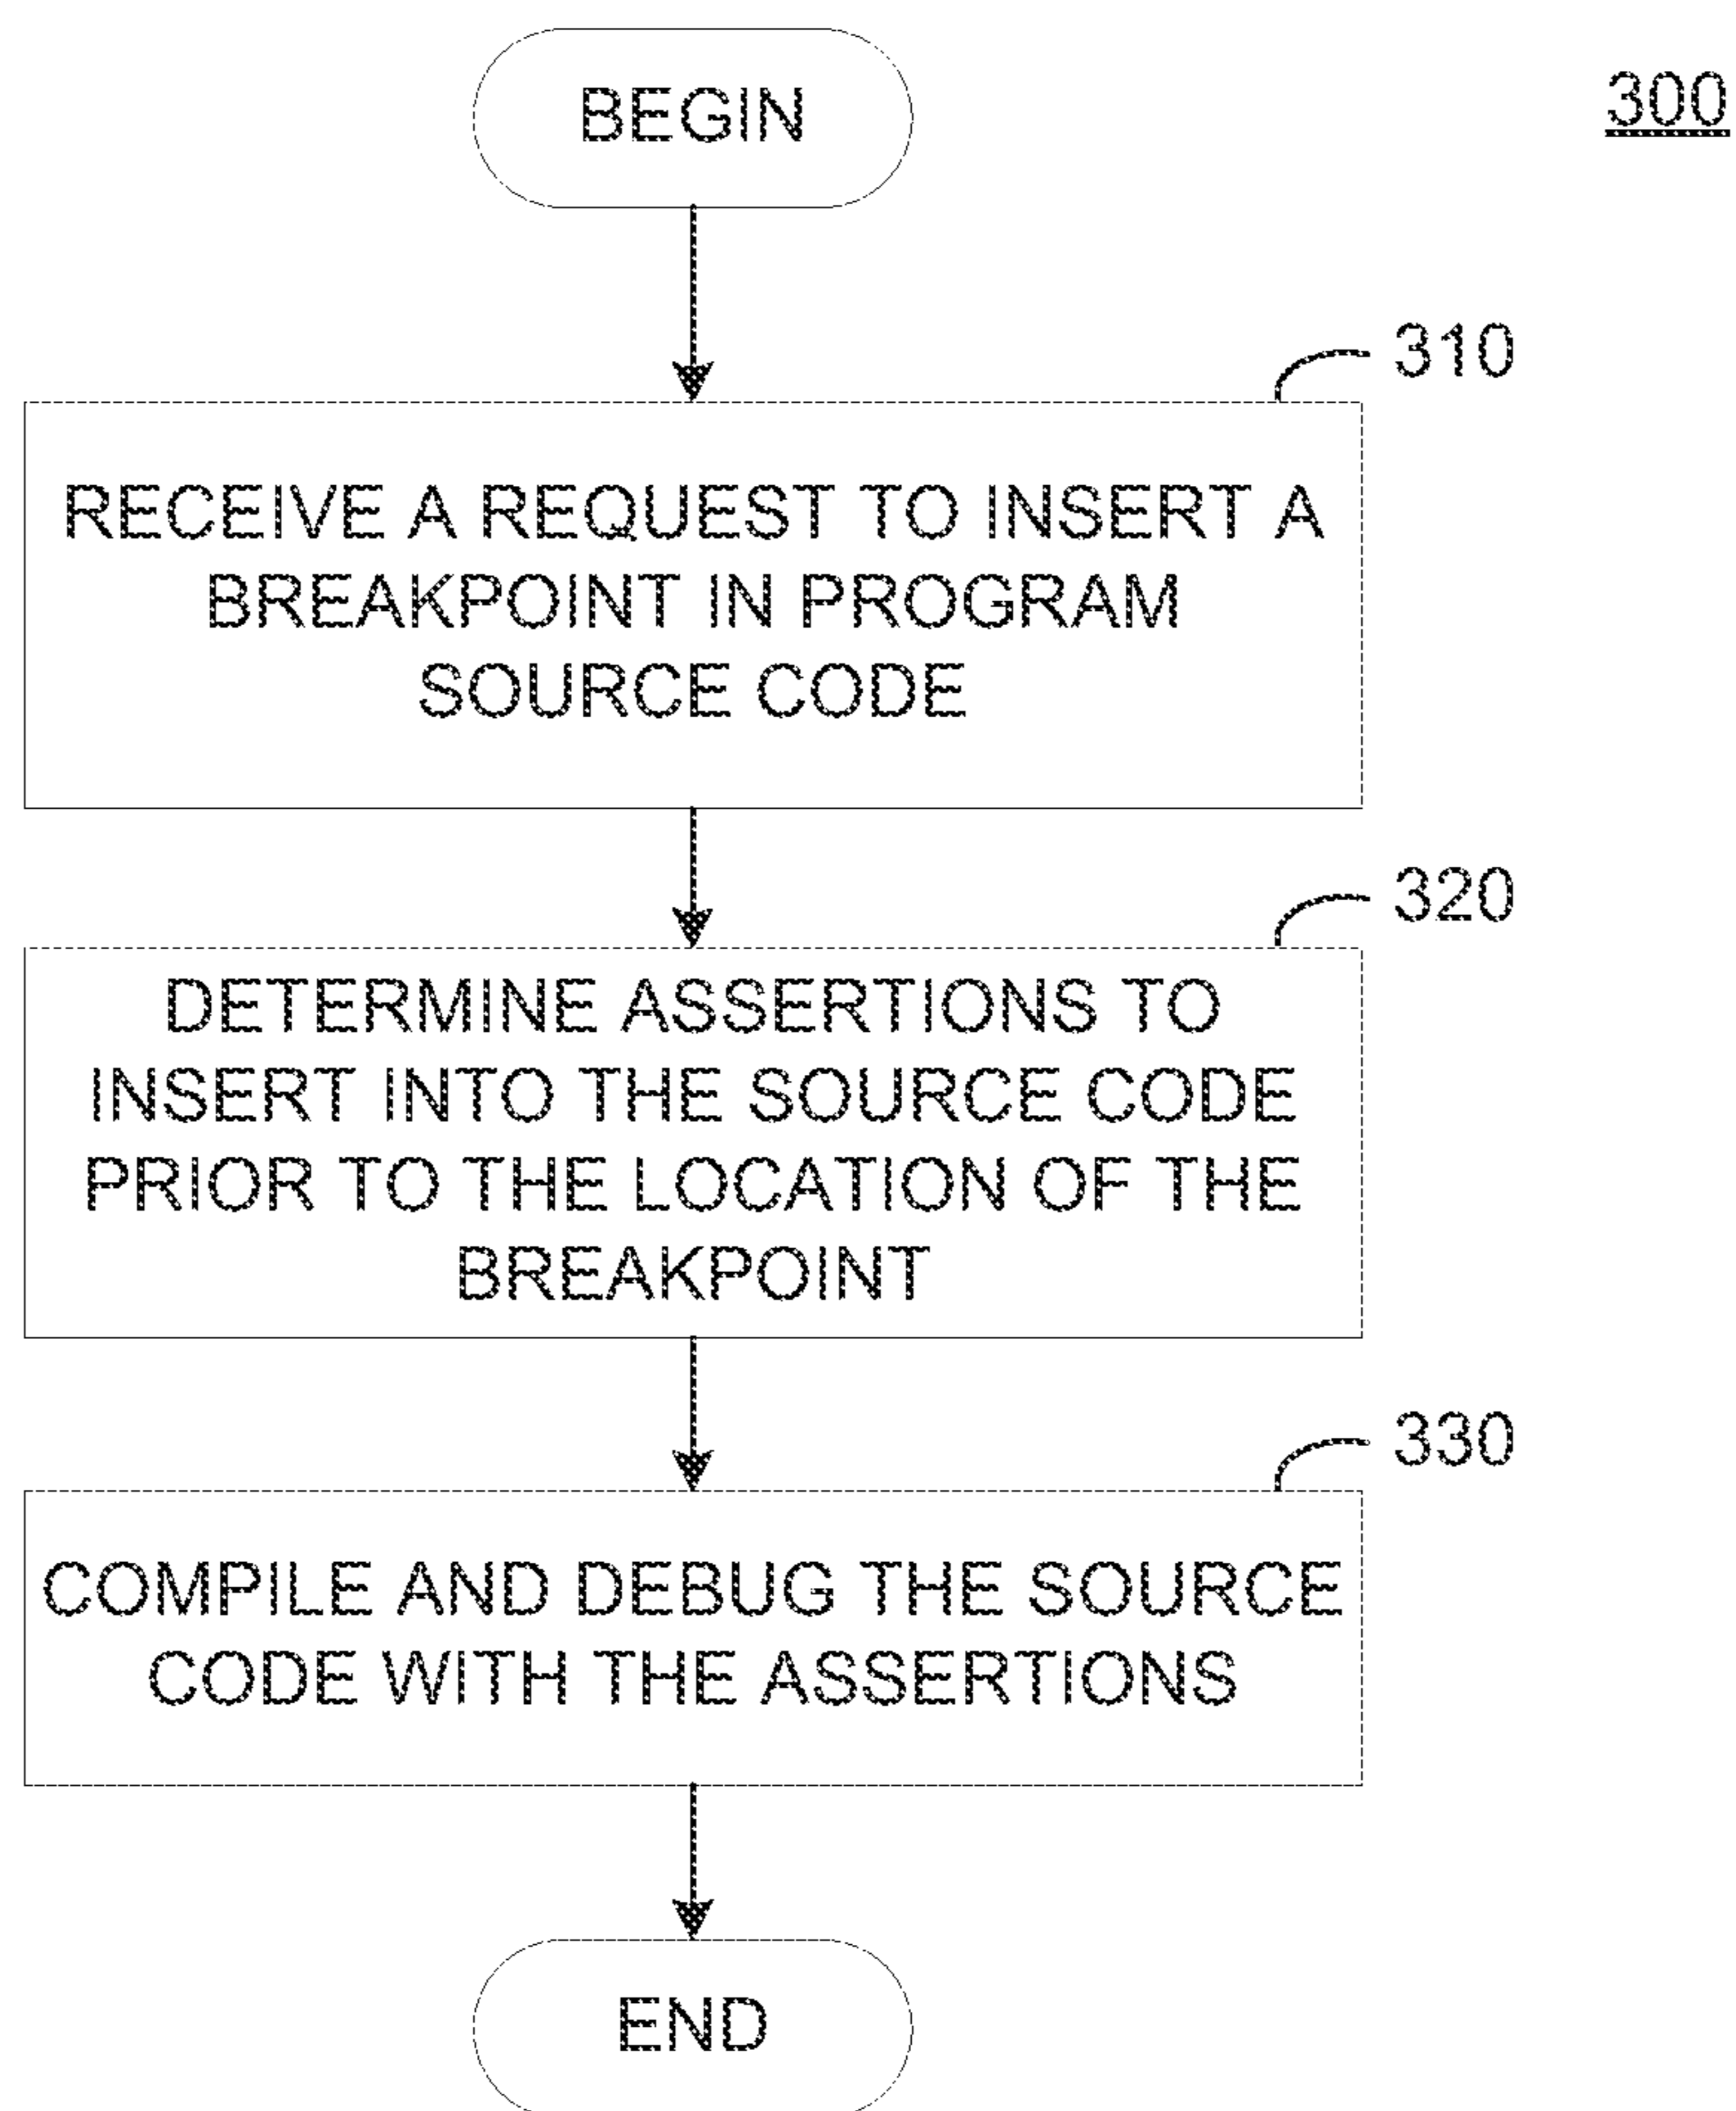 BEGIN
300
310
RECEIVE A REQUEST TO INSERT A
BREAKPOINT IN PROGRAM
SOURCE CODE
320
DETERMINE ASSERTIONS TO
INSERT INTO THE SOURCE CODE
PRIOR TO THE LOCATION OF THE
BREAKPOINT
330
COMPILE AND DEBUG THE SOURCE
CODE WITH THE ASSERTIONS
END